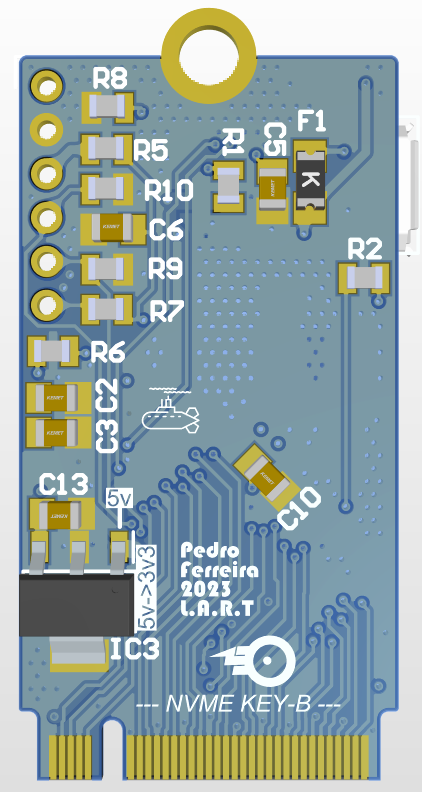 R8
F1
R1
C5
R5
R10
K
C6
R2
R9
R7
R6
C2
C3
C13
5v
C10
5v->3v3
Pedro
Ferreira
2023
L.A.R.T
IC3
--- NVME KEY-B ---